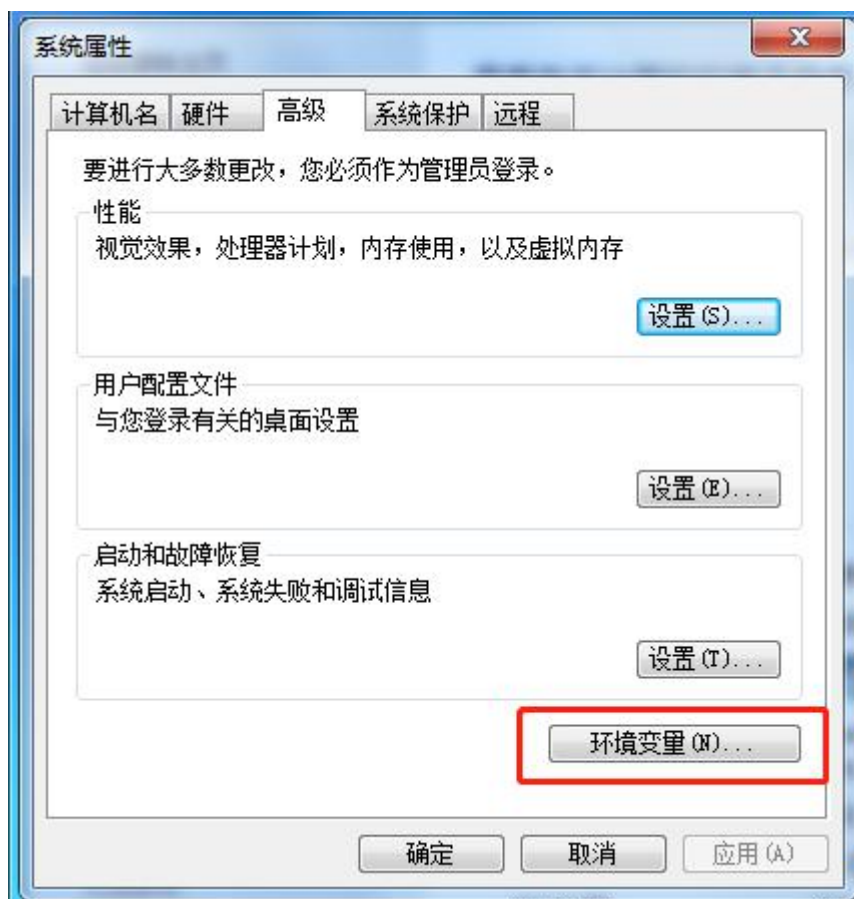 系统属性
计算机名 硬件 高级 系统保护 远程
要进行大多数更改，您必须作为管理员登录。
性能
视觉效果，处理器计划，内存使用，以及虚拟内存
设置(S)...
用户配置文件
与您登录有关的桌面设置
设置(E)...
启动和故障恢复
系统启动、系统失败和调试信息
设置(T)...
环境变量(N)...
确定 取消 应用(A)